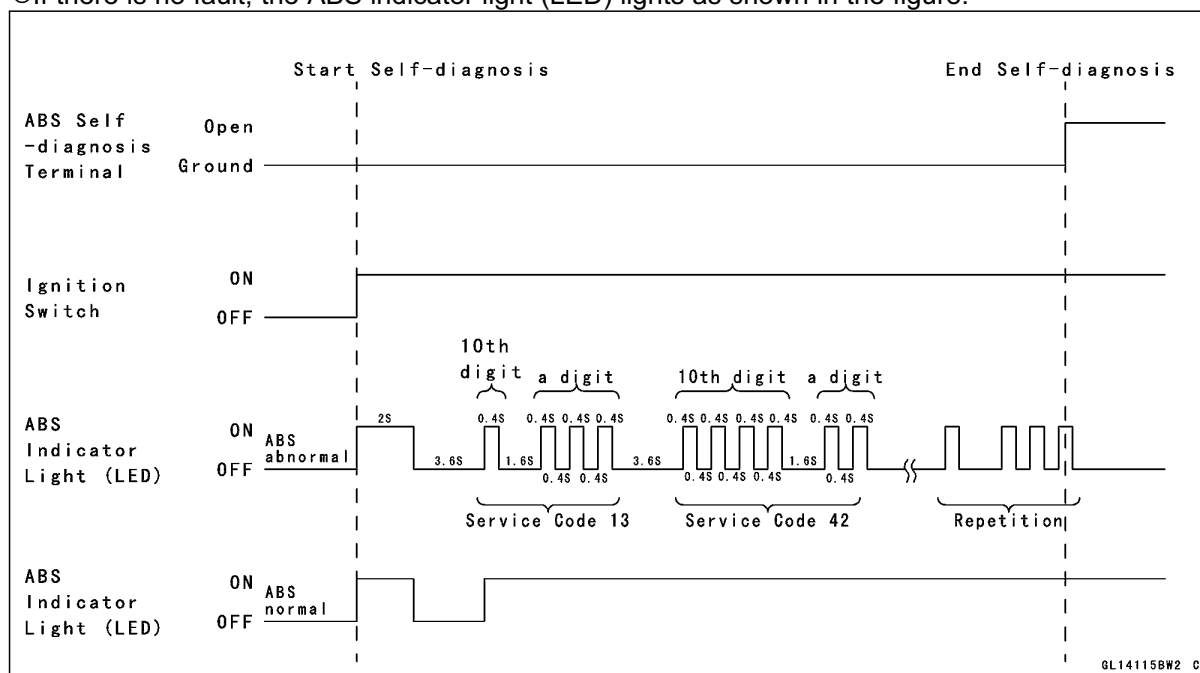 ○If there is no fault, the ABS indicator light (LED) lights as shown in the figure.
Start Self-diagnosis
End Self-diagnosis
ABS Self
-diagnosis
Terminal
Open
Ground
Ignition
Switch
ON
OFF
10th
digit
a digit
10th digit
a digit
ABS
Indicator
Light (LED)
ON
OFF
ABS
abnormal
2S
3.6S
0.4S
1.6S
0.4S 0.4S 0.4S
0.4S 0.4S
3.6S
0.4S 0.4S 0.4S 0.4S
0.4S 0.4S 0.4S
1.6S
0.4S 0.4S
0.4S
Service Code 13
Service Code 42
Repetition
ABS
Indicator
Light (LED)
ON
OFF
ABS
normal
GL14115BW2 C